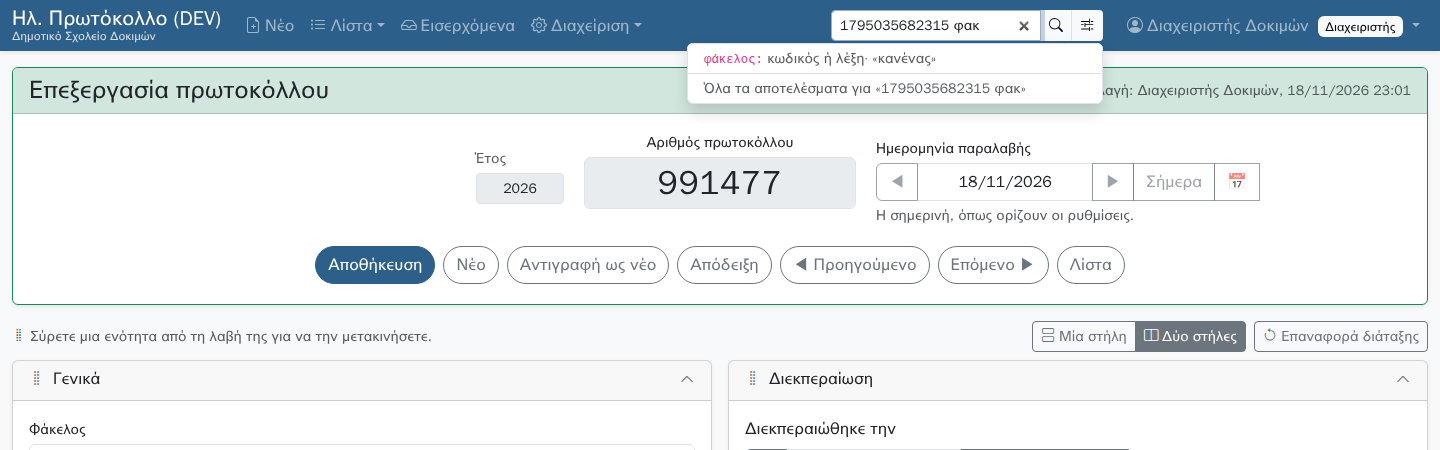 Ηλ. Πρωτόκολλο (DEV)
Δημοτικό Σχολείο Δοκιμών
Νέο
Λίστα
Εισερχόμενα
Διαχείριση
1795035682315 φακ
Διαχειριστής Δοκιμών
Διαχειριστής
φάκελος: κωδικός ή λέξη· «κανένας»
Όλα τα αποτελέσματα για «1795035682315 φακ»
Επεξεργασία πρωτοκόλλου
λαγή: Διαχειριστής Δοκιμών, 18/11/2026 23:01
Έτος
2026
Αριθμός πρωτοκόλλου
991477
Ημερομηνία παραλαβής
◀ 18/11/2026 ▶ Σήμερα
Η σημερινή, όπως ορίζουν οι ρυθμίσεις.
Αποθήκευση
Νέο
Αντιγραφή ως νέο
Απόδειξη
◀ Προηγούμενο
Επόμενο ▶
Λίστα
Σύρετε μια ενότητα από τη λαβή της για να την μετακινήσετε.
Μία στήλη
Δύο στήλες
Επαναφορά διάταξης
Γενικά
Φάκελος
Διεκπεραίωση
Διεκπεραιώθηκε την